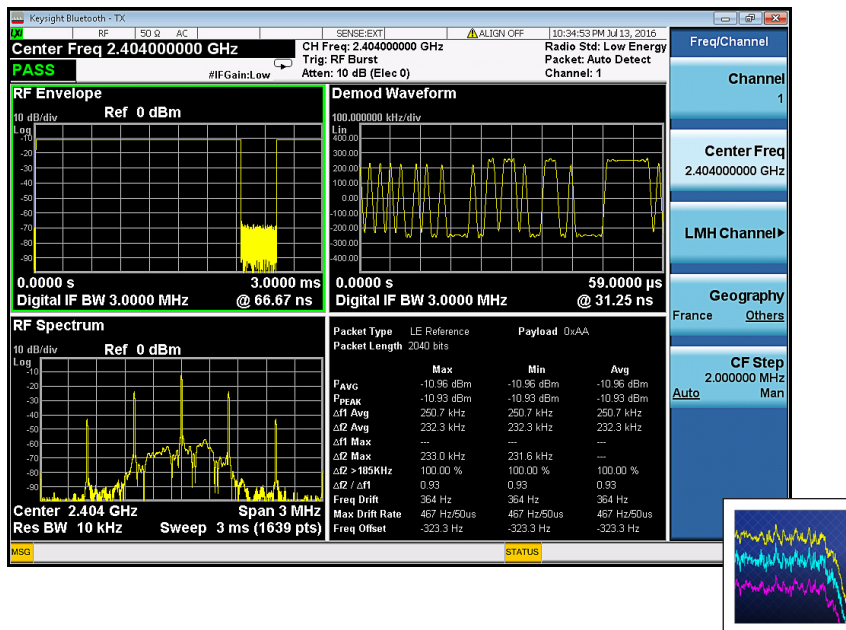 Keysight Bluetooth - TX
LXI RF 50 Ω AC SENSE:EXT ALIGN OFF 10:34:53 PM Jul 13, 2016
Center Freq 2.404000000 GHz
PASS
#IFGain:Low
CH Freq: 2.404000000 GHz
Trig: RF Burst
Atten: 10 dB (Elec 0)
Radio Std: Low Energy
Packet: Auto Detect
Channel: 1
RF Envelope
10 dB/div Ref 0 dBm
Log
-10
-20
-30
-40
-50
-60
-70
-80
-90
0.0000 s 3.0000 ms
Digital IF BW 3.0000 MHz @ 66.67 ns
Demod Waveform
100.000000 kHz/div
Lin
400.00
300.00
200.00
100.00
0.00
-100.00
-200.00
-300.00
-400.00
0.0000 s 59.0000 µs
Digital IF BW 3.0000 MHz @ 31.25 ns
RF Spectrum
10 dB/div Ref 0 dBm
Log
-10
-20
-30
-40
-50
-60
-70
-80
-90
Center 2.404 GHz Span 3 MHz
Res BW 10 kHz Sweep 3 ms (1639 pts)
Packet Type LE Reference Payload 0xAA
Packet Length 2040 bits
Max Min Avg
PAVG -10.96 dBm -10.96 dBm -10.96 dBm
PPEAK -10.93 dBm -10.93 dBm -10.93 dBm
Δf1 Avg 250.7 kHz 250.7 kHz 250.7 kHz
Δf2 Avg 232.3 kHz 232.3 kHz 232.3 kHz
Δf1 Max --- --- ---
Δf2 Max 233.0 kHz 231.6 kHz ---
Δf2 >185KHz 100.00 % 100.00 % 100.00 %
Δf2 / Δf1 0.93 0.93 0.93
Freq Drift 364 Hz 364 Hz 364 Hz
Max Drift Rate 467 Hz/50us 467 Hz/50us 467 Hz/50us
Freq Offset -323.3 Hz -323.3 Hz -323.3 Hz
Freq/Channel
Channel
1
Center Freq
2.404000000 GHz
LMH Channel
Geography
France Others
CF Step
2.000000 MHz
Auto Man
MSG STATUS